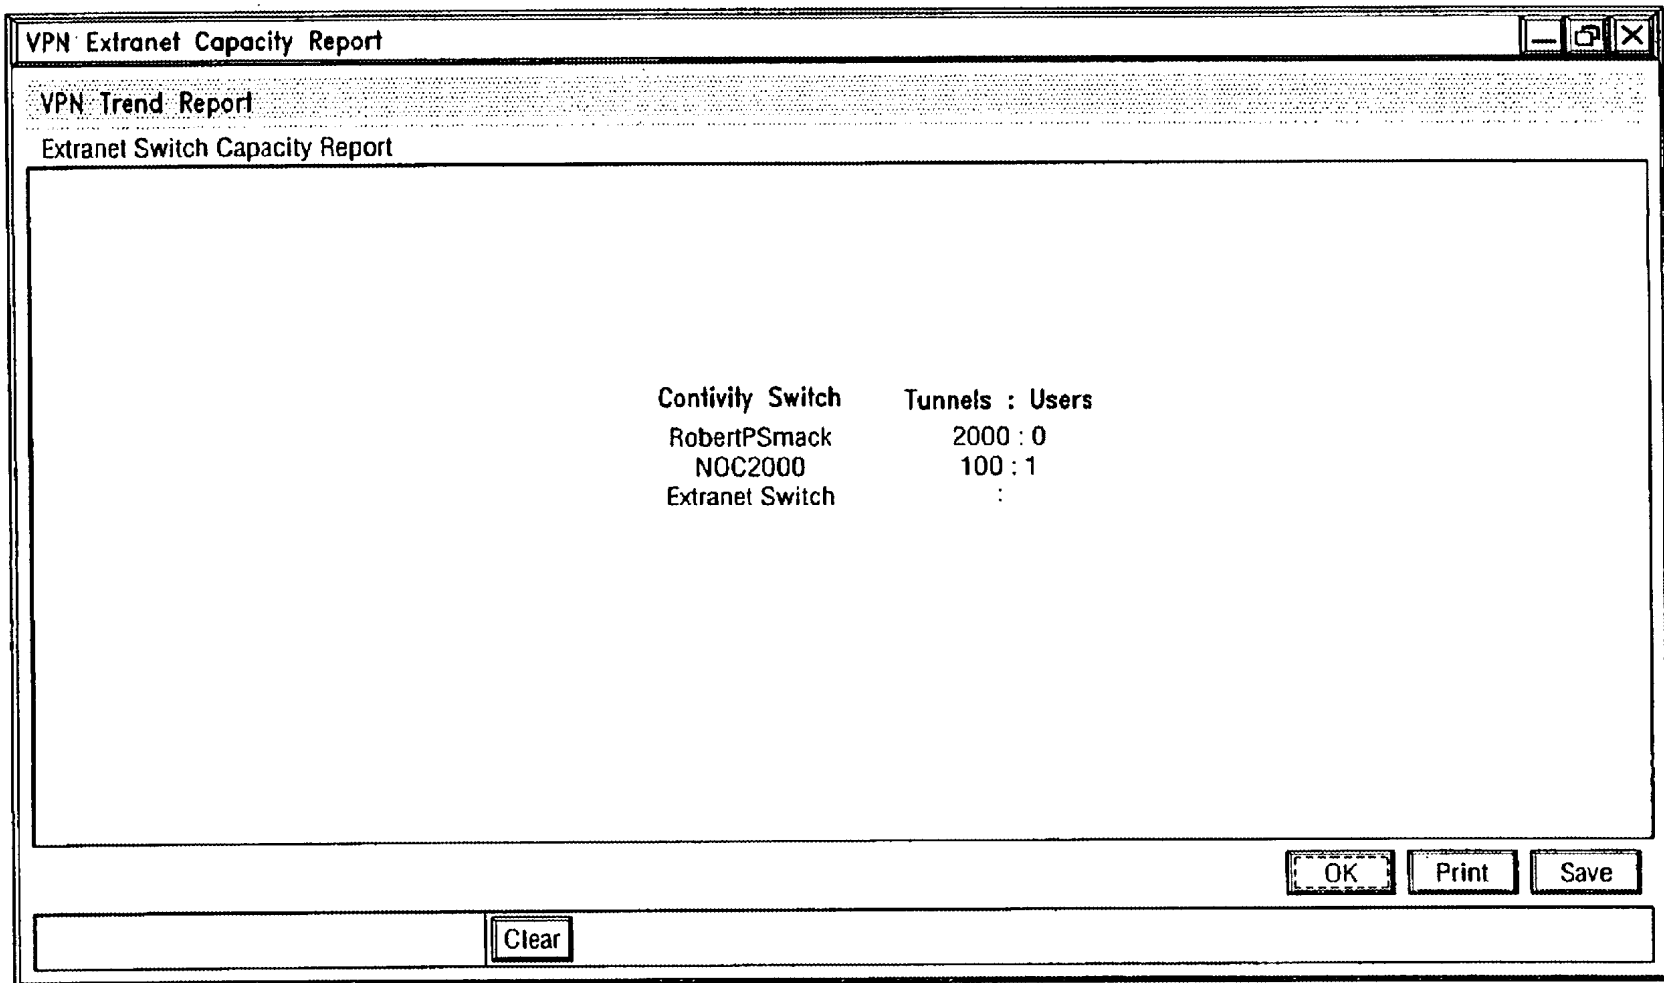 VPN Extranet Capacity Report
VPN Trend Report
Extranet Switch Capacity Report
Contivity Switch Tunnels : Users
RobertPSmack 2000 : 0
NOC2000 100 : 1
Extranet Switch :
OK Print Save
Clear